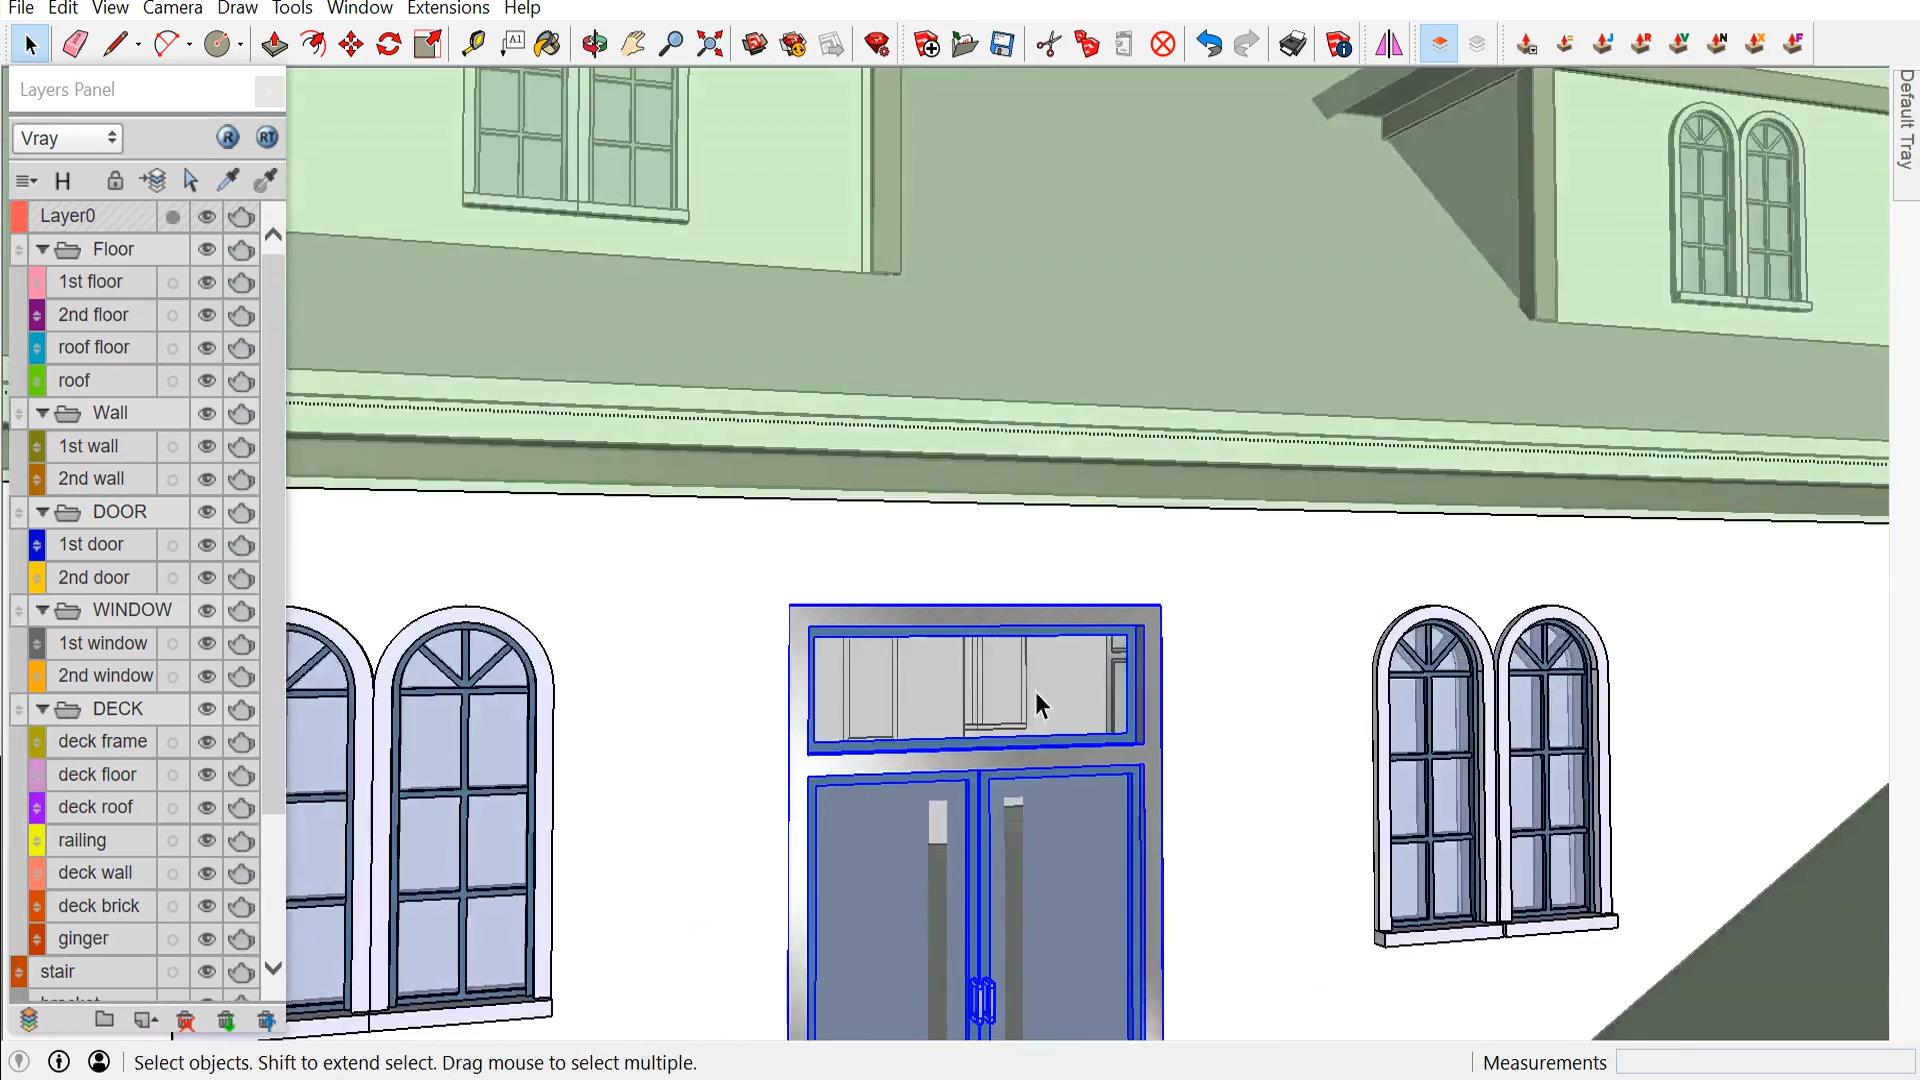 File Edit View Camera Draw Tools Window Extensions Help
A1
Layers Panel
Default Tray
Vray
R RT
H
Layer0
Floor
1st floor
2nd floor
roof floor
roof
Wall
1st wall
2nd wall
DOOR
1st door
2nd door
WINDOW
1st window
2nd window
DECK
deck frame
deck floor
deck roof
railing
deck wall
deck brick
ginger
stair
Select objects. Shift to extend select. Drag mouse to select multiple.
Measurements